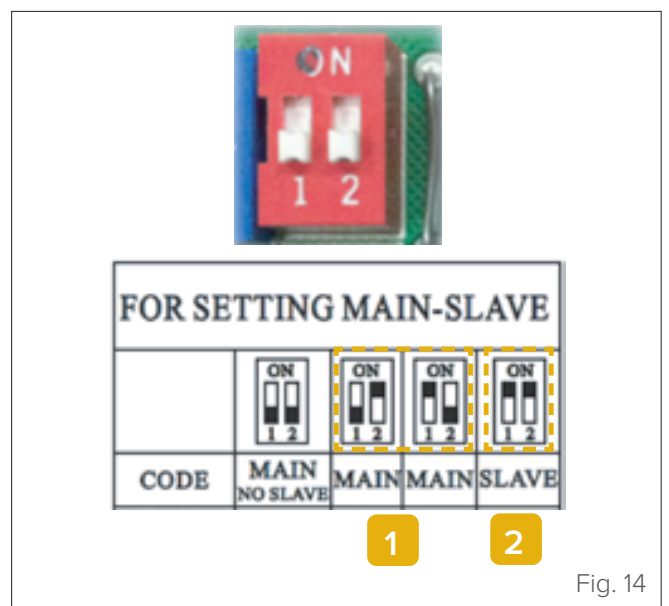 ON
1 2
FOR SETTING MAIN-SLAVE
ON ON ON ON
1 2 1 2 1 2 1 2
CODE MAIN NO SLAVE MAIN MAIN SLAVE
1 2
Fig. 14